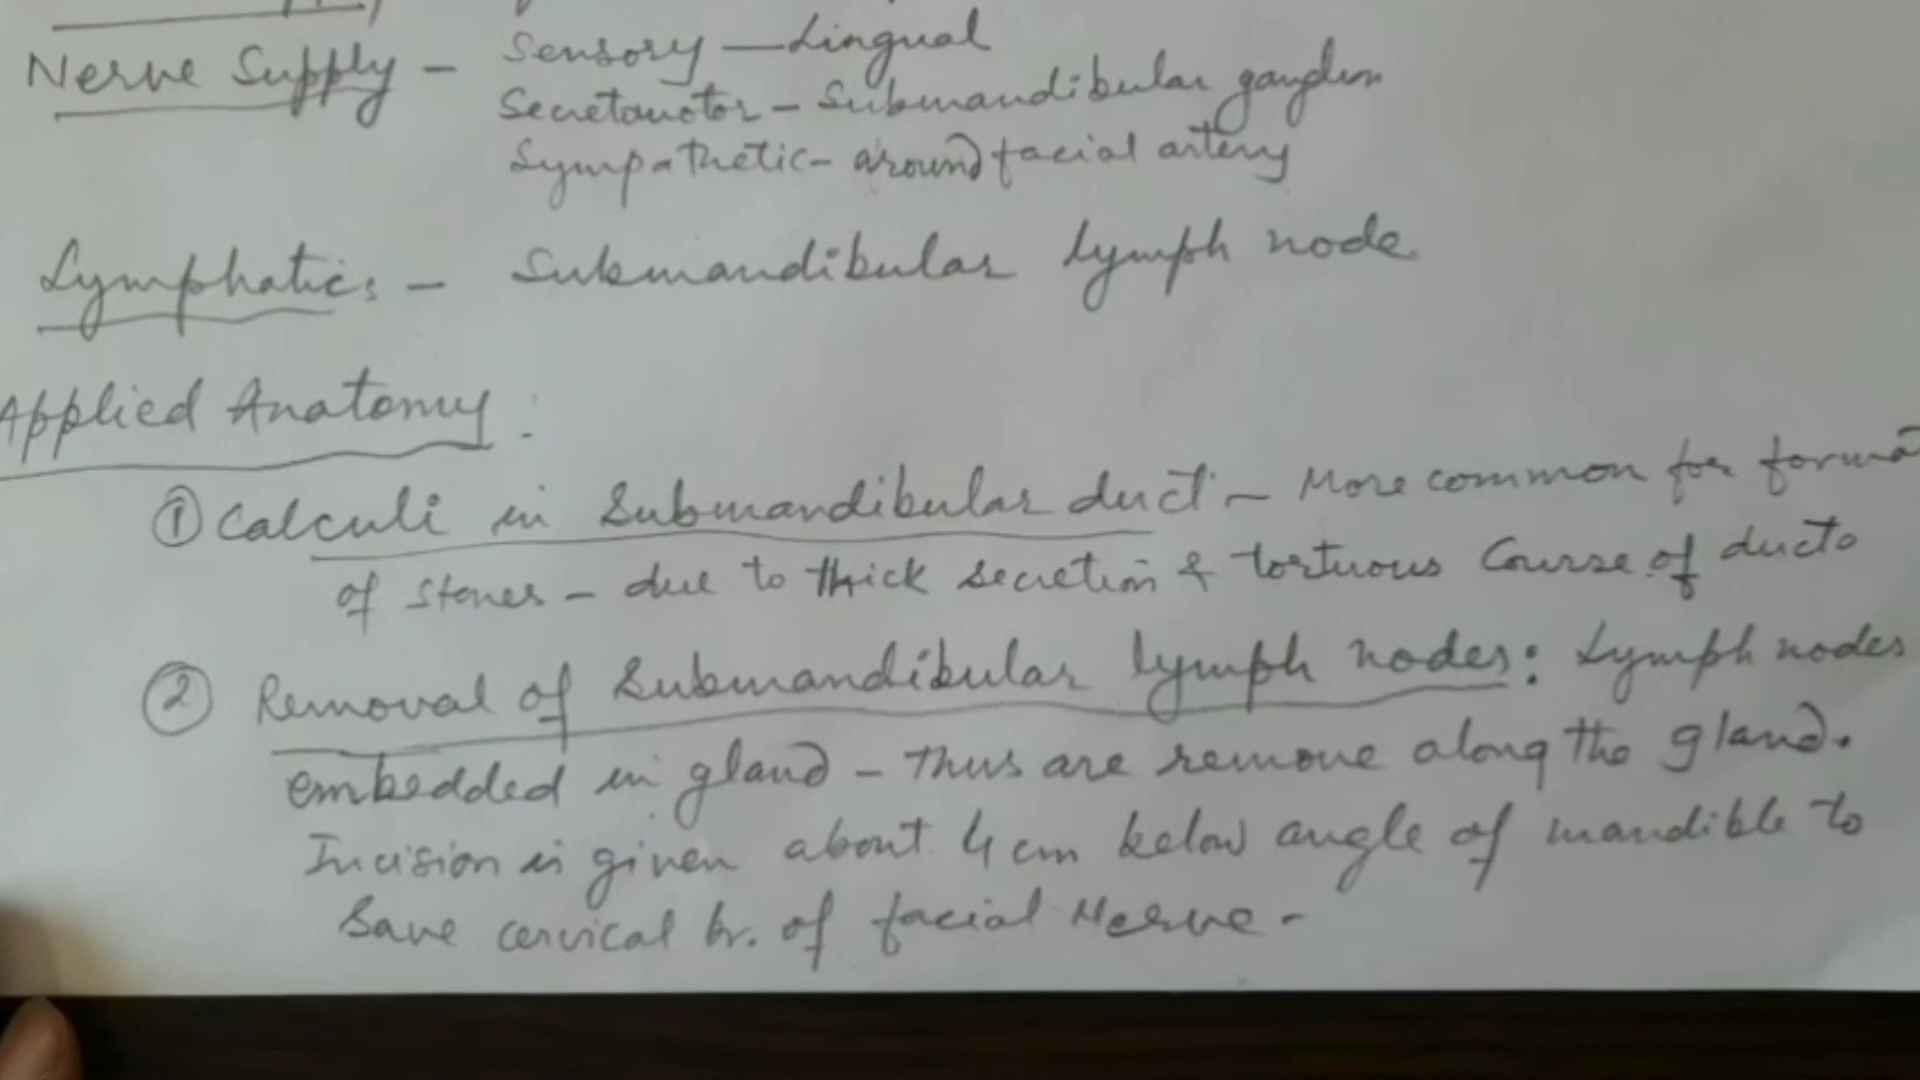 Nerve Supply - Sensory - Lingual
Secretomotor - Submandibular ganglion
Sympathetic - around facial artery
Lymphatics - Submandibular lymph node
Applied Anatomy :
① Calculi in Submandibular duct - More common for format
of stones - due to thick secretion & tortuous Course of ducts
② Removal of Submandibular lymph nodes : Lymph nodes
embedded in gland - Thus are remove along the gland.
Incision is given about 4 cm below angle of mandible to
Save cervical br. of facial Nerve -